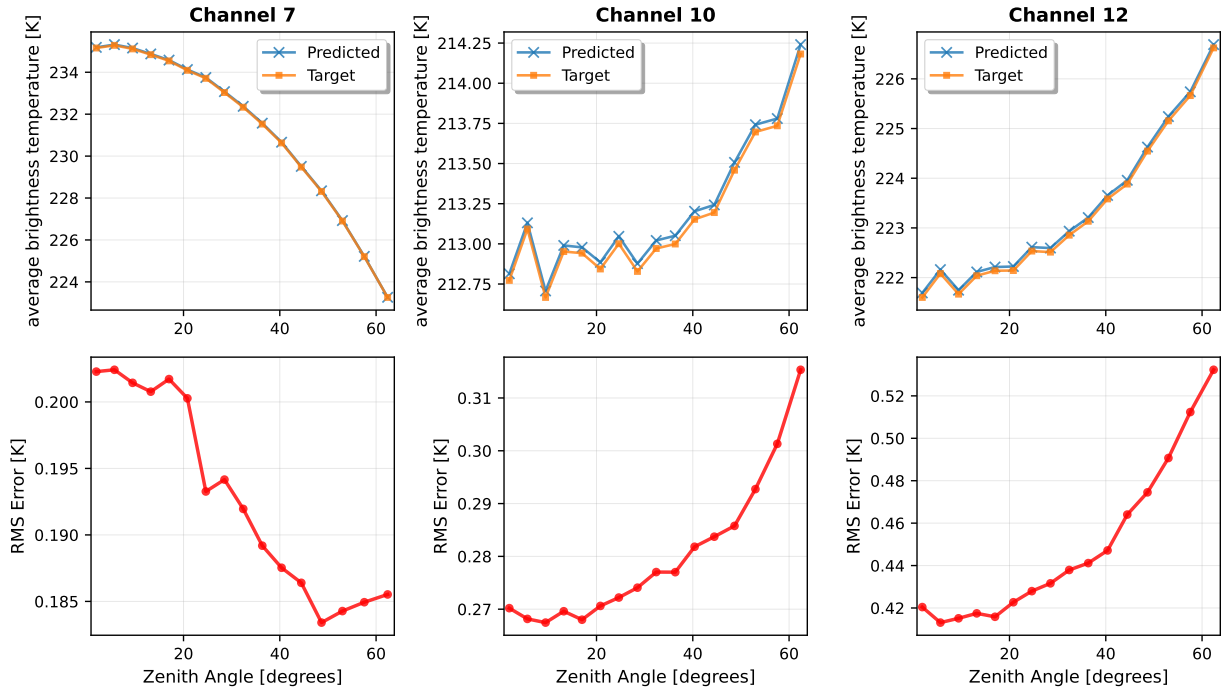 Channel 7
Channel 10
Channel 12
average brightness temperature [K]
234
232
230
228
226
224
20
40
60
Predicted
Target
average brightness temperature [K]
214.25
214.00
213.75
213.50
213.25
213.00
212.75
20
40
60
Predicted
Target
average brightness temperature [K]
226
225
224
223
222
20
40
60
Predicted
Target
RMS Error [K]
0.200
0.195
0.190
0.185
20
40
60
Zenith Angle [degrees]
RMS Error [K]
0.31
0.30
0.29
0.28
0.27
20
40
60
Zenith Angle [degrees]
RMS Error [K]
0.52
0.50
0.48
0.46
0.44
0.42
20
40
60
Zenith Angle [degrees]